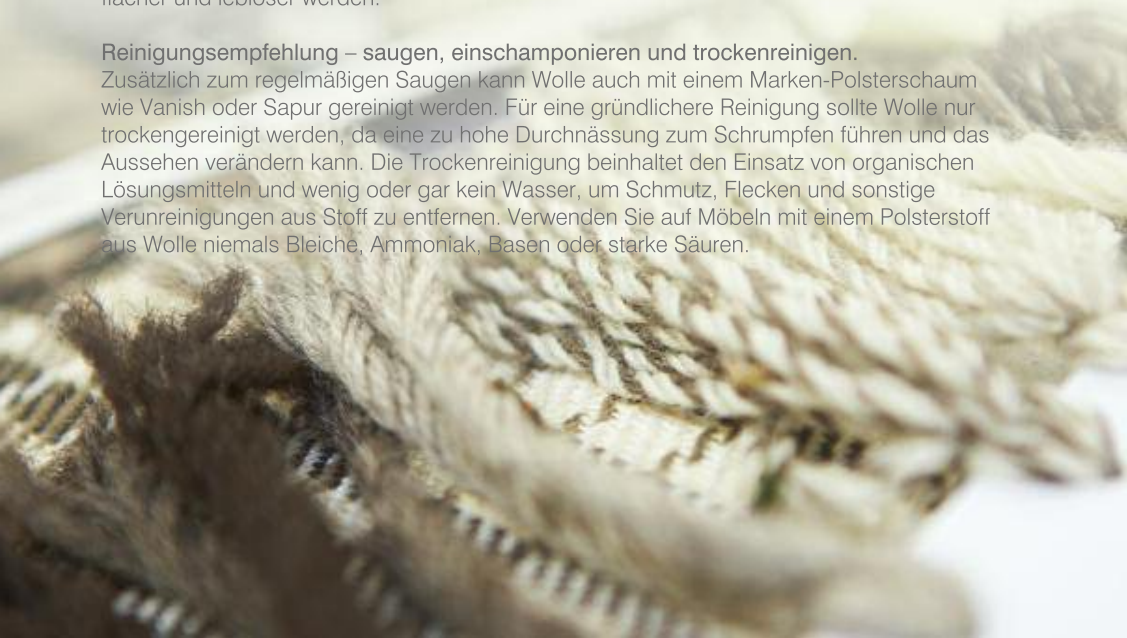 flacher und lebloser werden.
Reinigungsempfehlung – saugen, einschamponieren und trockenreinigen.
Zusätzlich zum regelmäßigen Saugen kann Wolle auch mit einem Marken-Polsterschaum
wie Vanish oder Sapur gereinigt werden. Für eine gründlichere Reinigung sollte Wolle nur
trockengereinigt werden, da eine zu hohe Durchnässung zum Schrumpfen führen und das
Aussehen verändern kann. Die Trockenreinigung beinhaltet den Einsatz von organischen
Lösungsmitteln und wenig oder gar kein Wasser, um Schmutz, Flecken und sonstige
Verunreinigungen aus Stoff zu entfernen. Verwenden Sie auf Möbeln mit einem Polsterstoff
aus Wolle niemals Bleiche, Ammoniak, Basen oder starke Säuren.